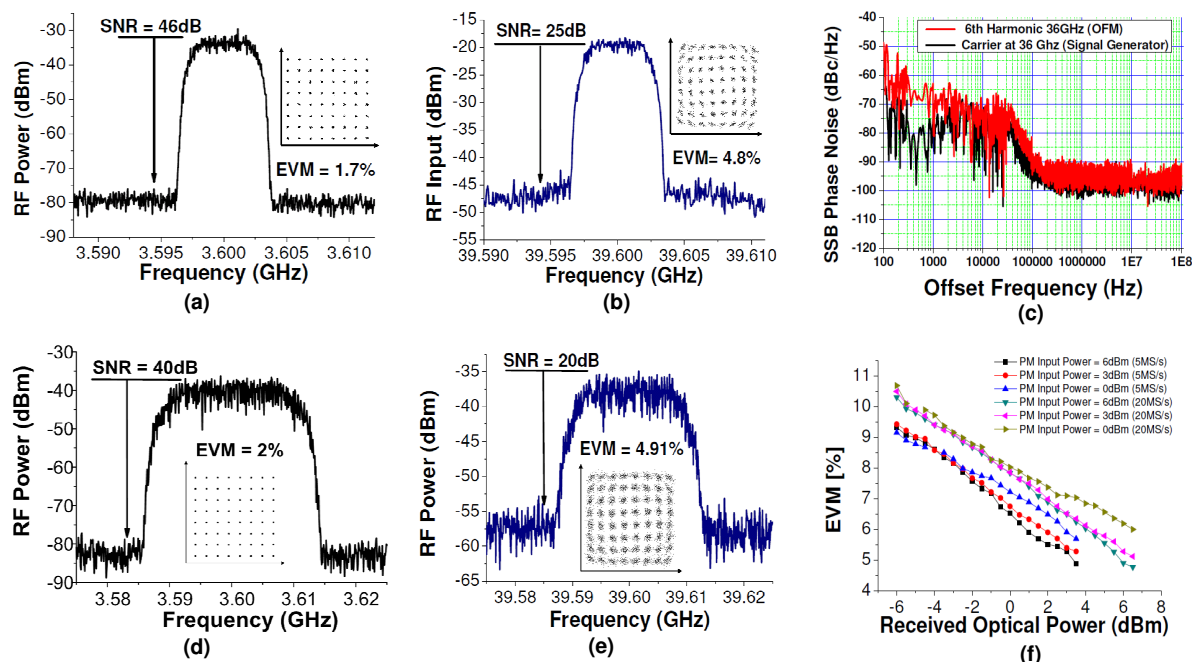 (a)
SNR = 46dB
EVM = 1.7%
RF Power (dBm)
-30
-40
-50
-60
-70
-80
-90
3.590 3.595 3.600 3.605 3.610
Frequency (GHz)
(a)
(b)
SNR= 25dB
EVM= 4.8%
RF Input (dBm)
-15
-20
-25
-30
-35
-40
-45
-50
-55
39.590 39.595 39.600 39.605 39.610
Frequency (GHz)
(b)
6th Harmonic 36GHz (OFM)
Carrier at 36 Ghz (Signal Generator)
SSB Phase Noise (dBc/Hz)
-40
-50
-60
-70
-80
-90
-100
-110
-120
100 1000 10000 100000 1000000 1E7 1E8
Offset Frequency (Hz)
(c)
SNR = 40dB
EVM = 2%
RF Power (dBm)
-30
-40
-50
-60
-70
-80
-90
3.58 3.59 3.60 3.61 3.62
Frequency (GHz)
(d)
SNR = 20dB
EVM = 4.91%
RF Power (dBm)
-35
-40
-45
-50
-55
-60
-65
39.58 39.59 39.60 39.61 39.62
Frequency (GHz)
(e)
PM Input Power = 6dBm (5MS/s)
PM Input Power = 3dBm (5MS/s)
PM Input Power = 0dBm (5MS/s)
PM Input Power = 6dBm (20MS/s)
PM Input Power = 3dBm (20MS/s)
PM Input Power = 0dBm (20MS/s)
EVM [%]
11
10
9
8
7
6
5
4
-6 -4 -2 0 2 4 6 8
Received Optical Power (dBm)
(f)